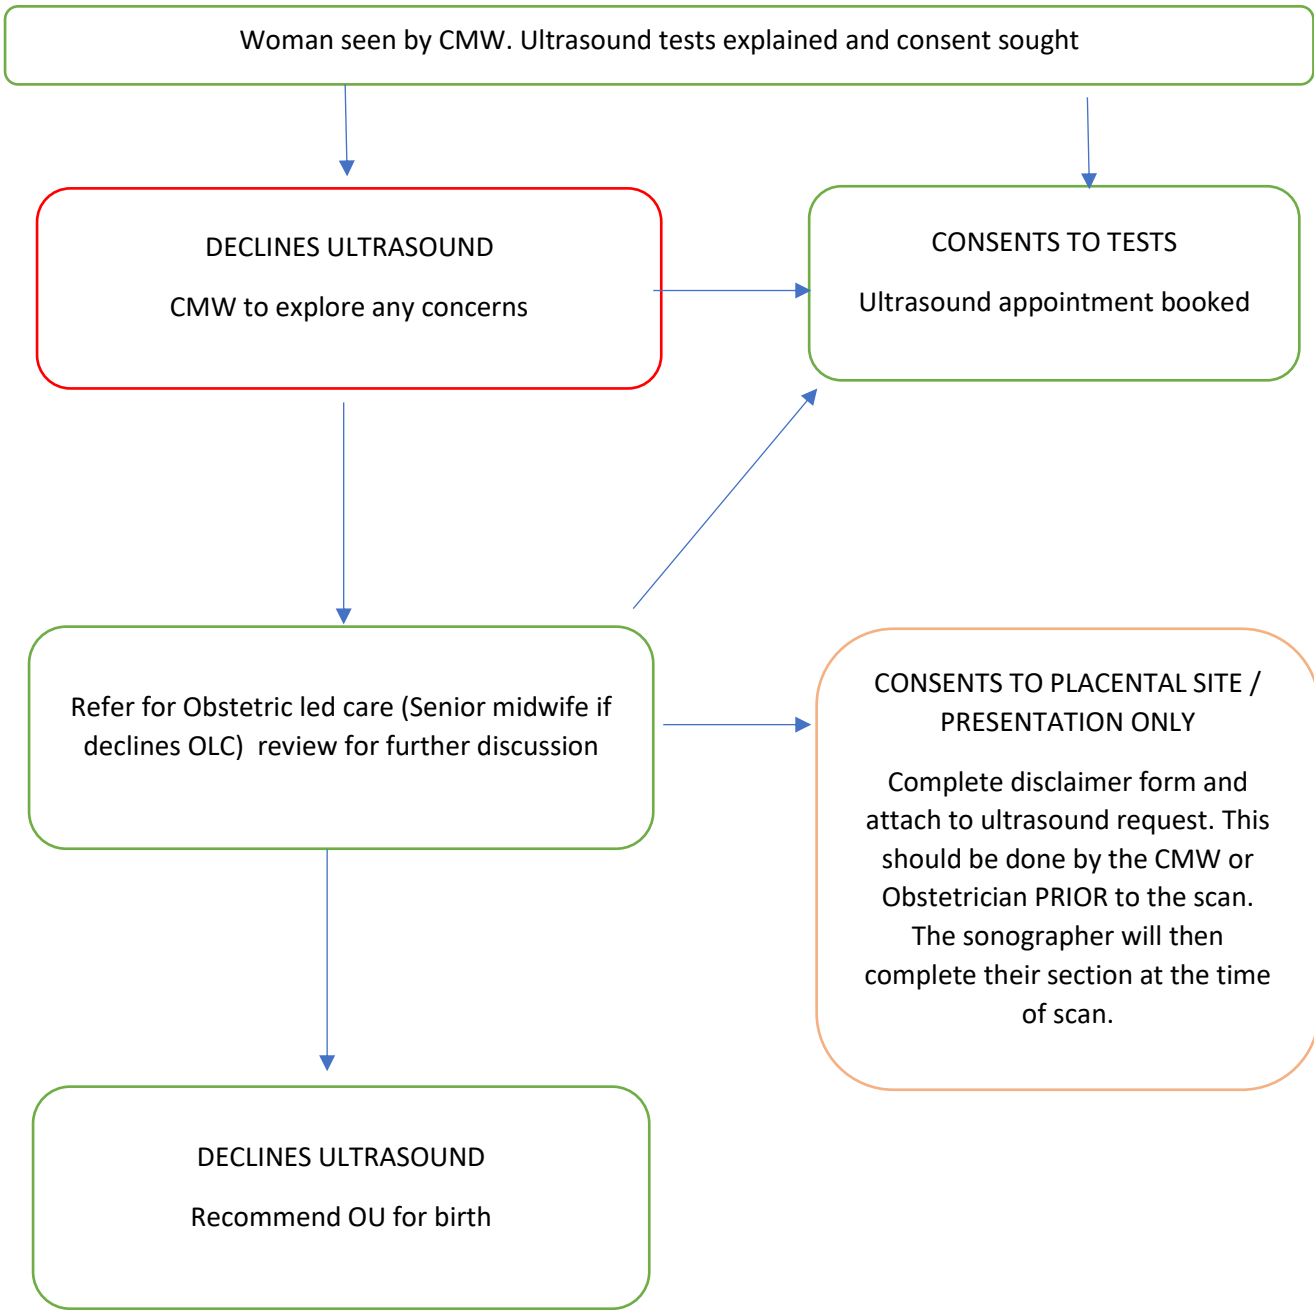 Woman seen by CMW. Ultrasound tests explained and consent sought
DECLINES ULTRASOUND
CMW to explore any concerns
CONSENTS TO TESTS
Ultrasound appointment booked
Refer for Obstetric led care (Senior midwife if
declines OLC)  review for further discussion
CONSENTS TO PLACENTAL SITE /
PRESENTATION ONLY
Complete disclaimer form and
attach to ultrasound request. This
should be done by the CMW or
Obstetrician PRIOR to the scan.
The sonographer will then
complete their section at the time
of scan.
DECLINES ULTRASOUND
Recommend OU for birth